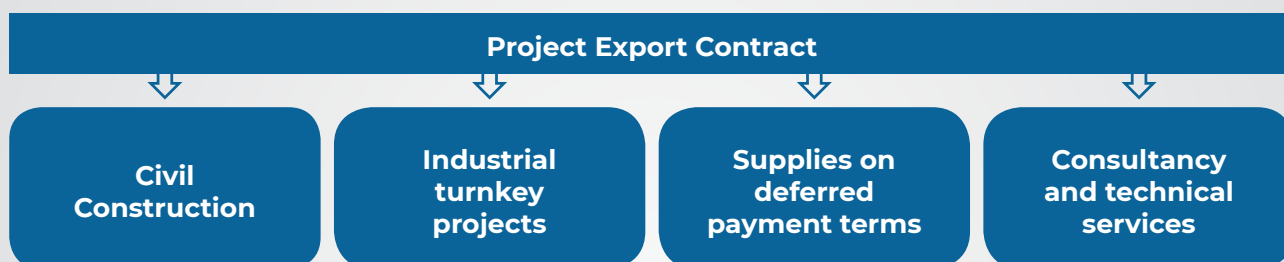 Project Export Contract
Civil
Construction
Industrial
turnkey
projects
Supplies on
deferred
payment terms
Consultancy
and technical
services